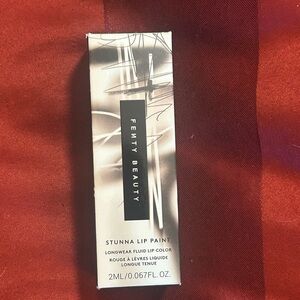 FENTY BEAUTY
STUNNA LIP PAINT
LONGWEAR FLUID LIP COLOR
ROUGE À LÈVRES LIQUIDE
LONGUE TENUE
2ML/0.067FL. OZ.